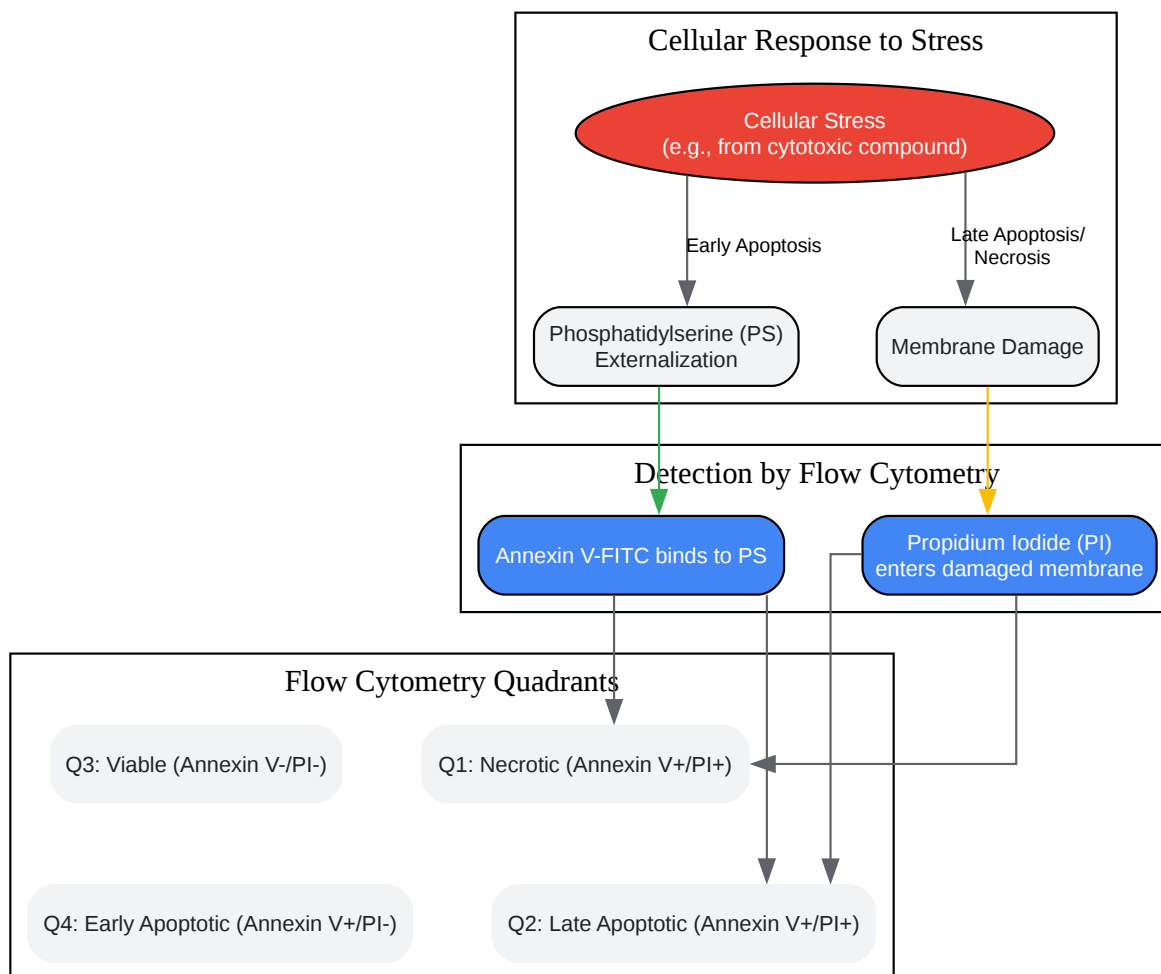 Cellular Response to Stress
Cellular Stress
(e.g., from cytotoxic compound)
Early Apoptosis
Late Apoptosis/
Necrosis
Phosphatidylserine (PS)
Externalization
Membrane Damage
Detection by Flow Cytometry
Annexin V-FITC binds to PS
Propidium Iodide (PI)
enters damaged membrane
Flow Cytometry Quadrants
Q3: Viable (Annexin V-/PI-)
Q1: Necrotic (Annexin V+/PI+)
Q4: Early Apoptotic (Annexin V+/PI-)
Q2: Late Apoptotic (Annexin V+/PI+)